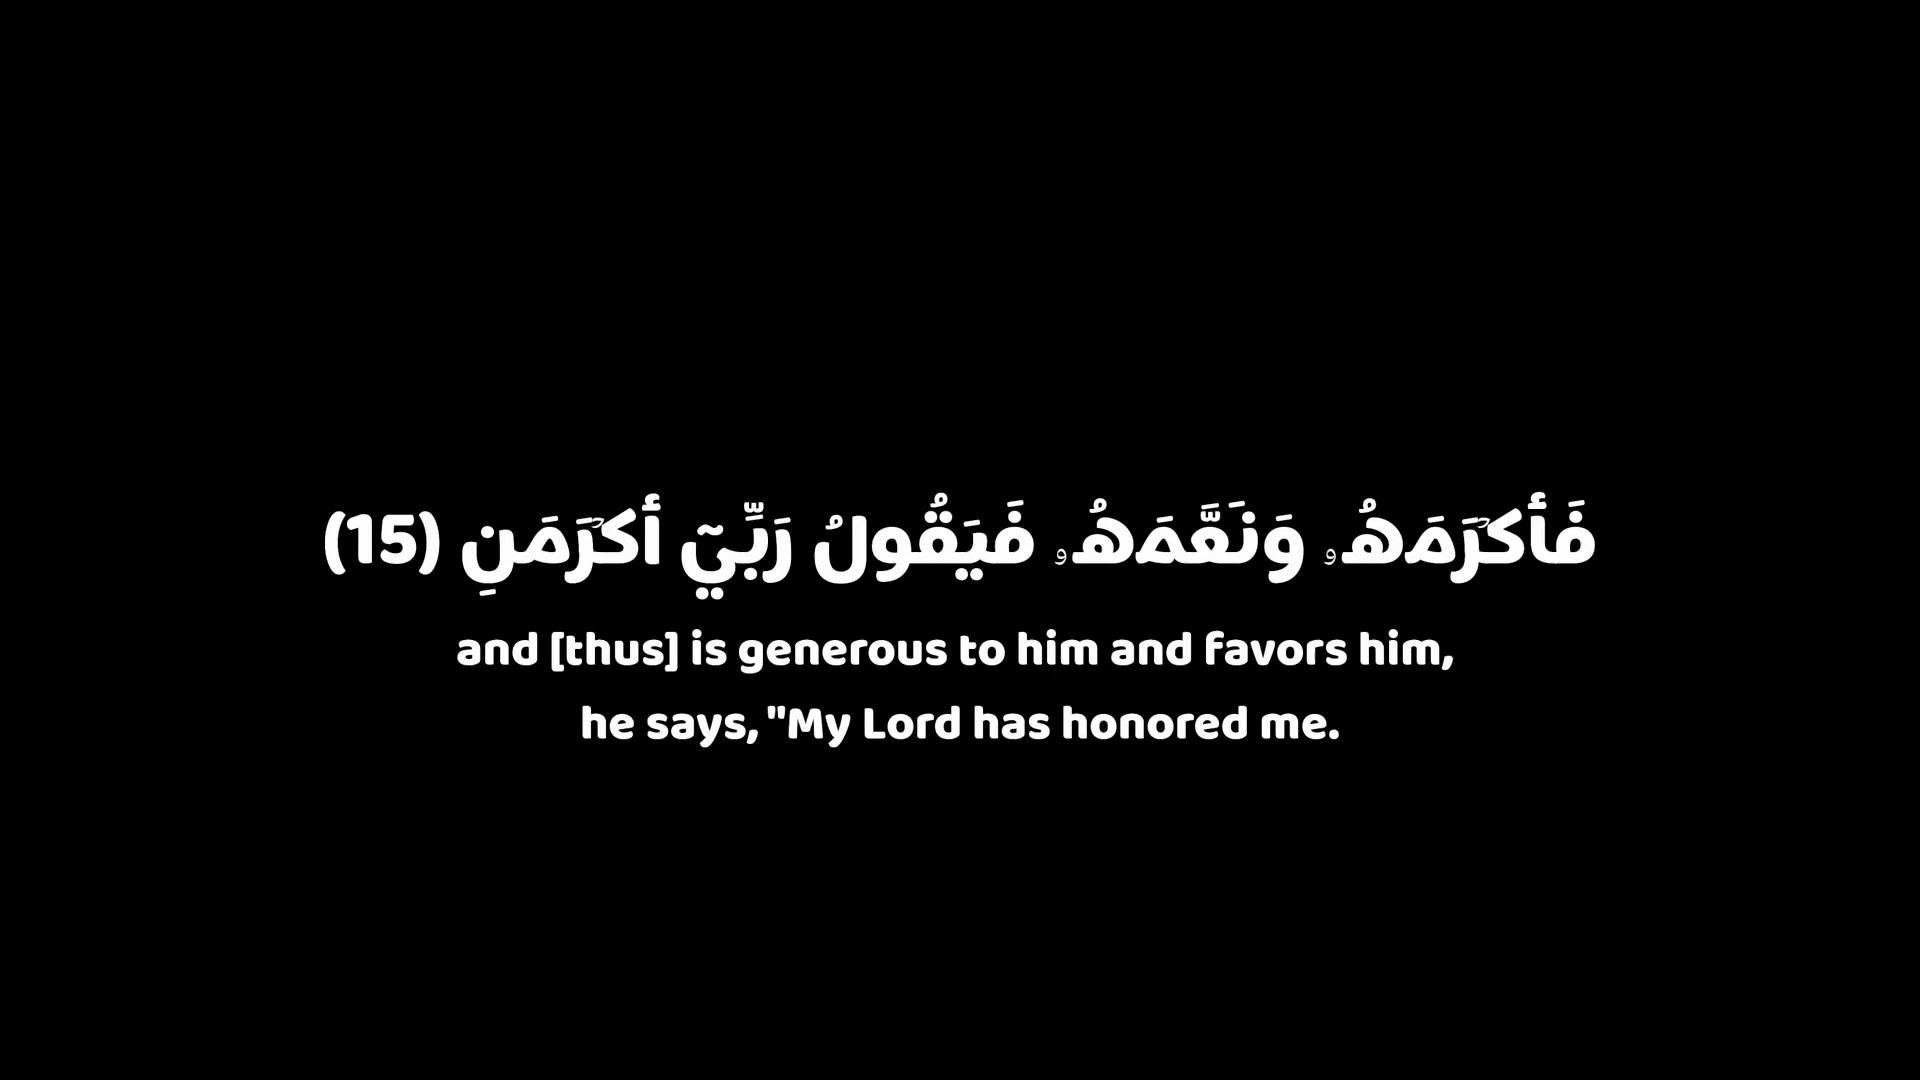 فَأَكۡرَمَهُۥ وَنَعَّمَهُۥ فَيَقُولُ رَبِّيٓ أَكۡرَمَنِ (15)
and [thus] is generous to him and favors him,
he says, "My Lord has honored me.